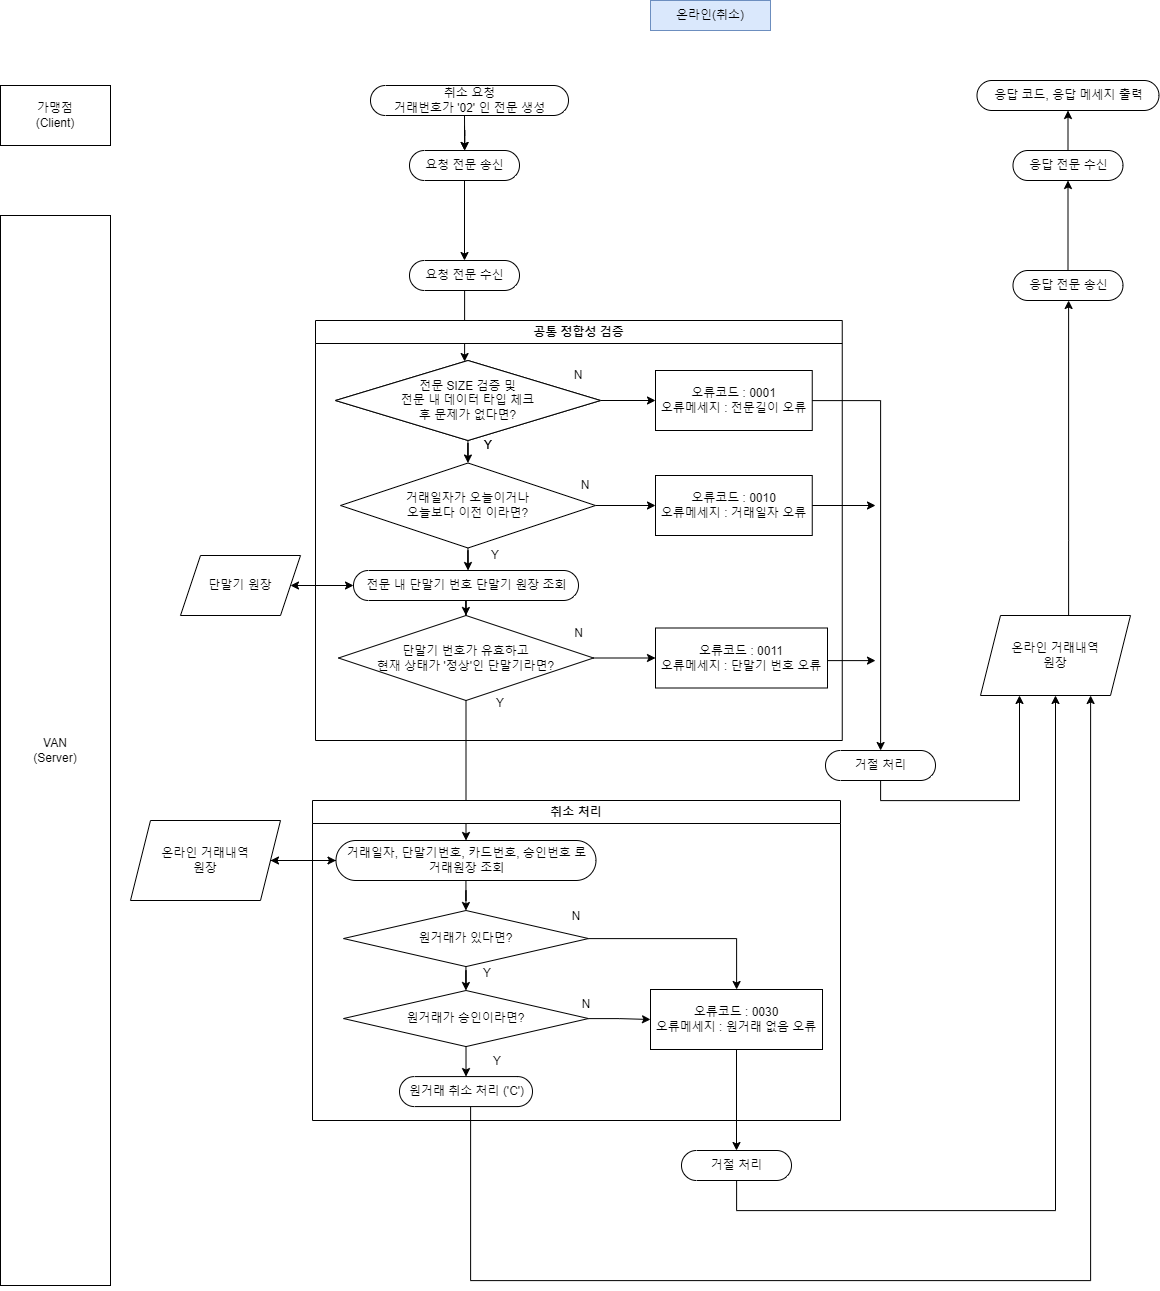 온라인(취소)
가맹점
(Client)
취소 요청
거래번호가 '02' 인 전문 생성
응답 코드, 응답 메세지 출력
요청 전문 송신
응답 전문 수신
요청 전문 수신
응답 전문 송신
공통 정합성 검증
전문 SIZE 검증 및
전문 내 데이터 타입 체크
후 문제가 없다면?
N
오류코드 : 0001
오류메세지 : 전문길이 오류
Y
거래일자가 오늘이거나
오늘보다 이전 이라면?
N
오류코드 : 0010
오류메세지 : 거래일자 오류
Y
단말기 원장
전문 내 단말기 번호 단말기 원장 조회
단말기 번호가 유효하고
현재 상태가 '정상'인 단말기라면?
N
오류코드 : 0011
오류메세지 : 단말기 번호 오류
Y
온라인 거래내역
원장
VAN
(Server)
거절 처리
취소 처리
온라인 거래내역
원장
거래일자, 단말기번호, 카드번호, 승인번호 로
거래원장 조회
원거래가 있다면?
N
Y
원거래가 승인이라면?
N
오류코드 : 0030
오류메세지 : 원거래 없음 오류
Y
원거래 취소 처리 ('C')
거절 처리